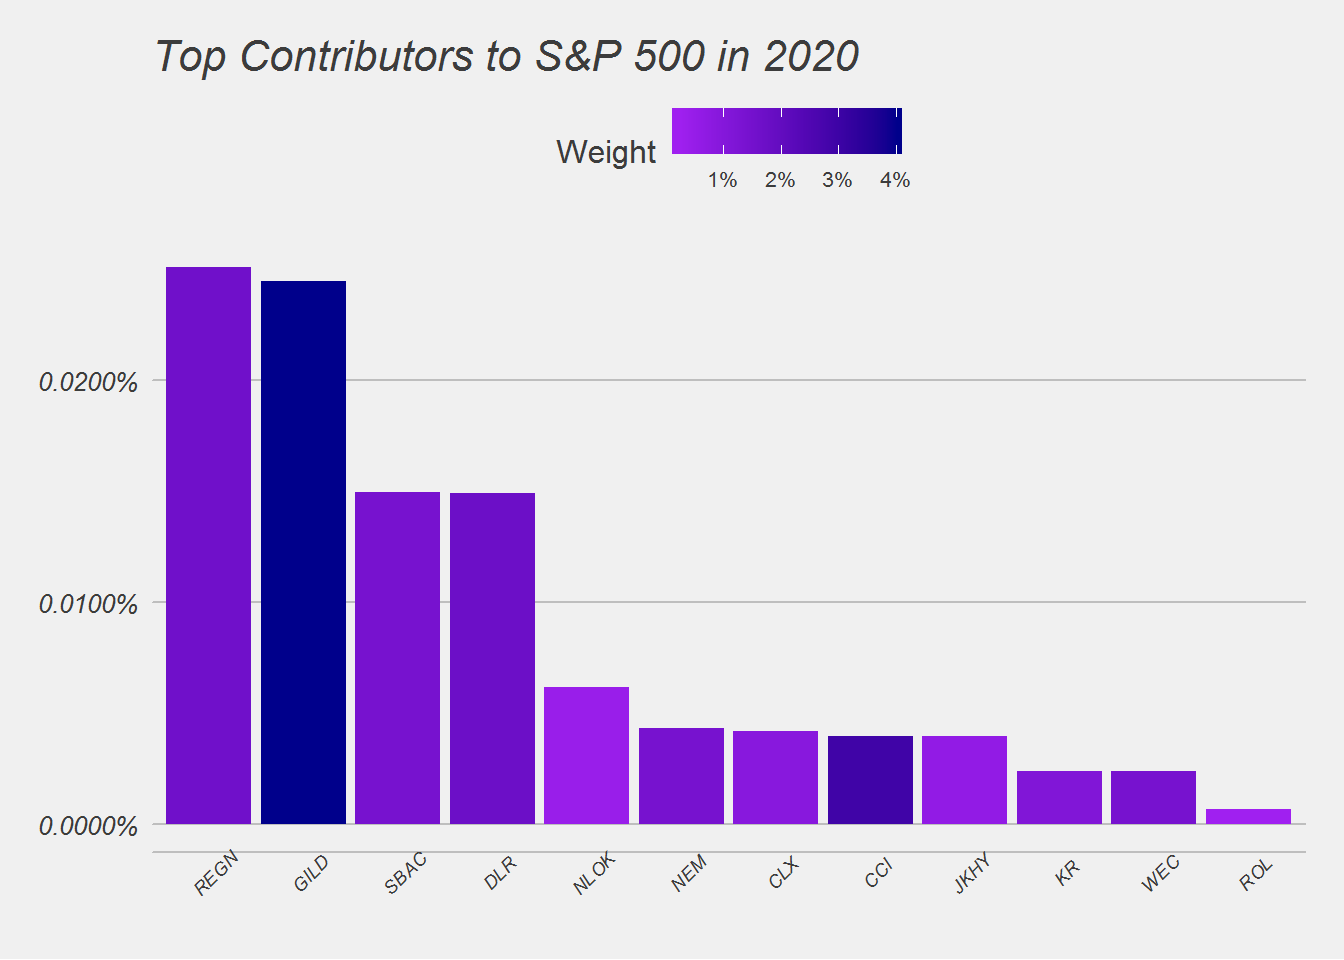 Top Contributors to S&P 500 in 2020
Weight
1% 2% 3% 4%
0.0200%
0.0100%
0.0000%
REGN GILD SBAC DLR NLOK NEM CLX CCI JKHY KR WEC ROL